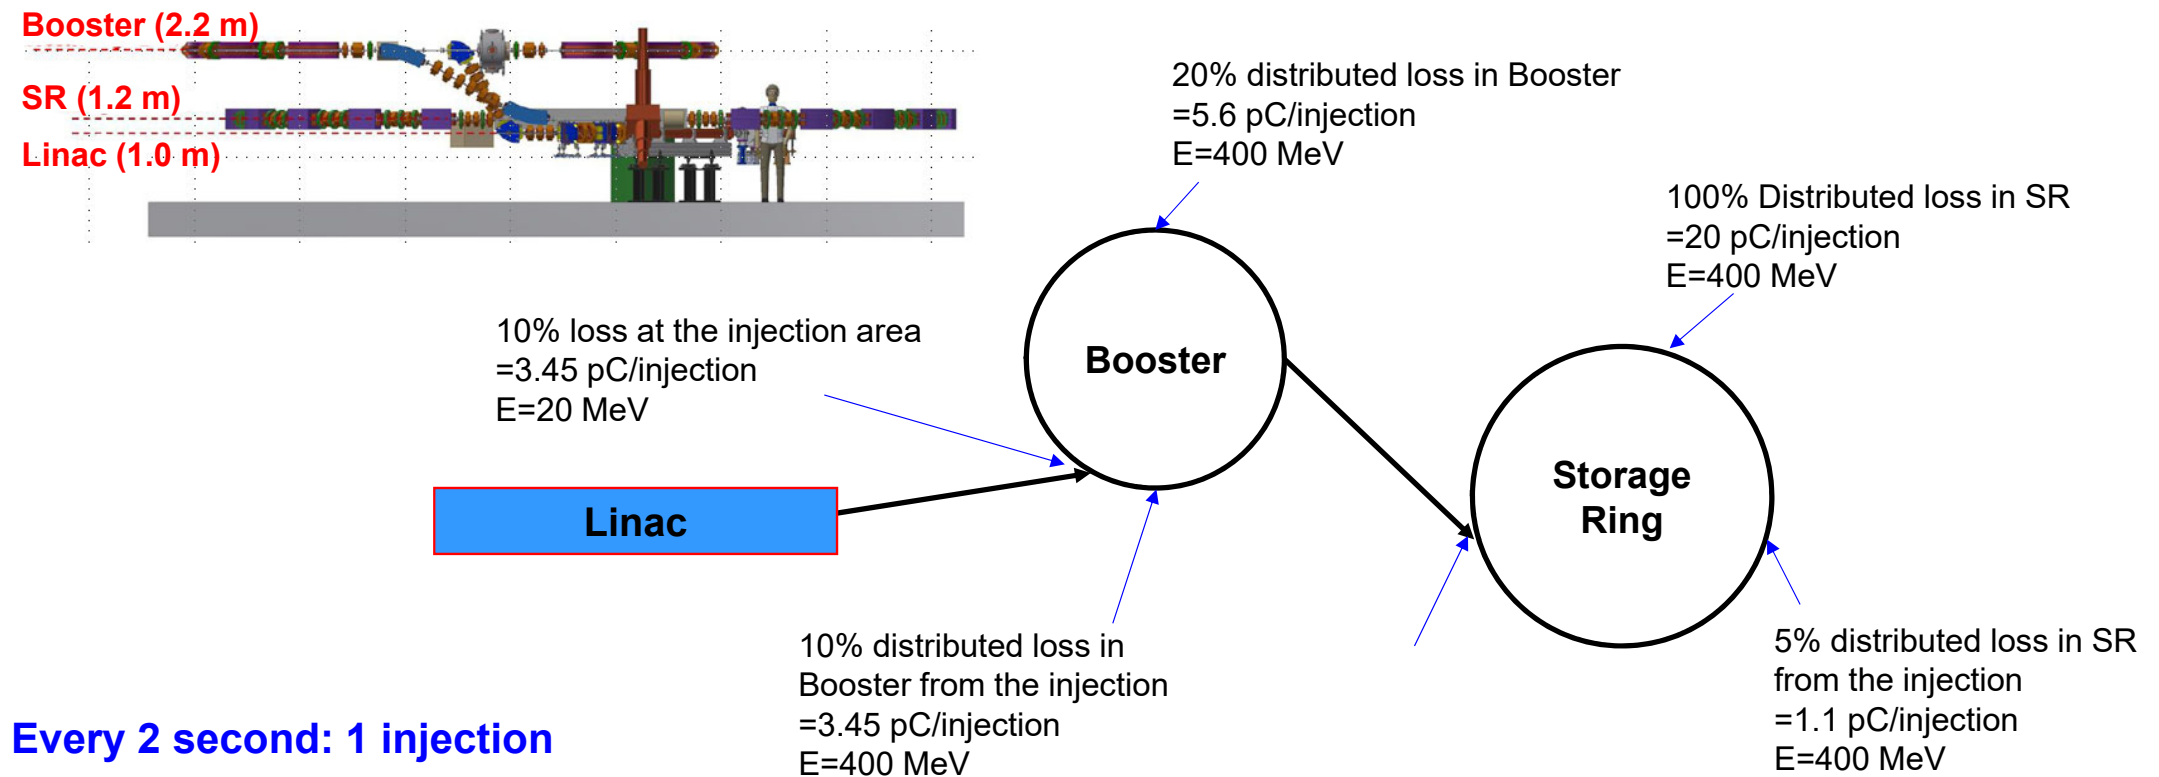 Booster (2.2 m)
SR (1.2 m)
Linac (1.0 m)
20% distributed loss in Booster
=5.6 pC/injection
E=400 MeV
100% Distributed loss in SR
=20 pC/injection
E=400 MeV
10% loss at the injection area
=3.45 pC/injection
E=20 MeV
Booster
Storage
Ring
Linac
10% distributed loss in
Booster from the injection
=3.45 pC/injection
E=400 MeV
5% distributed loss in SR
from the injection
=1.1 pC/injection
E=400 MeV
Every 2 second: 1 injection